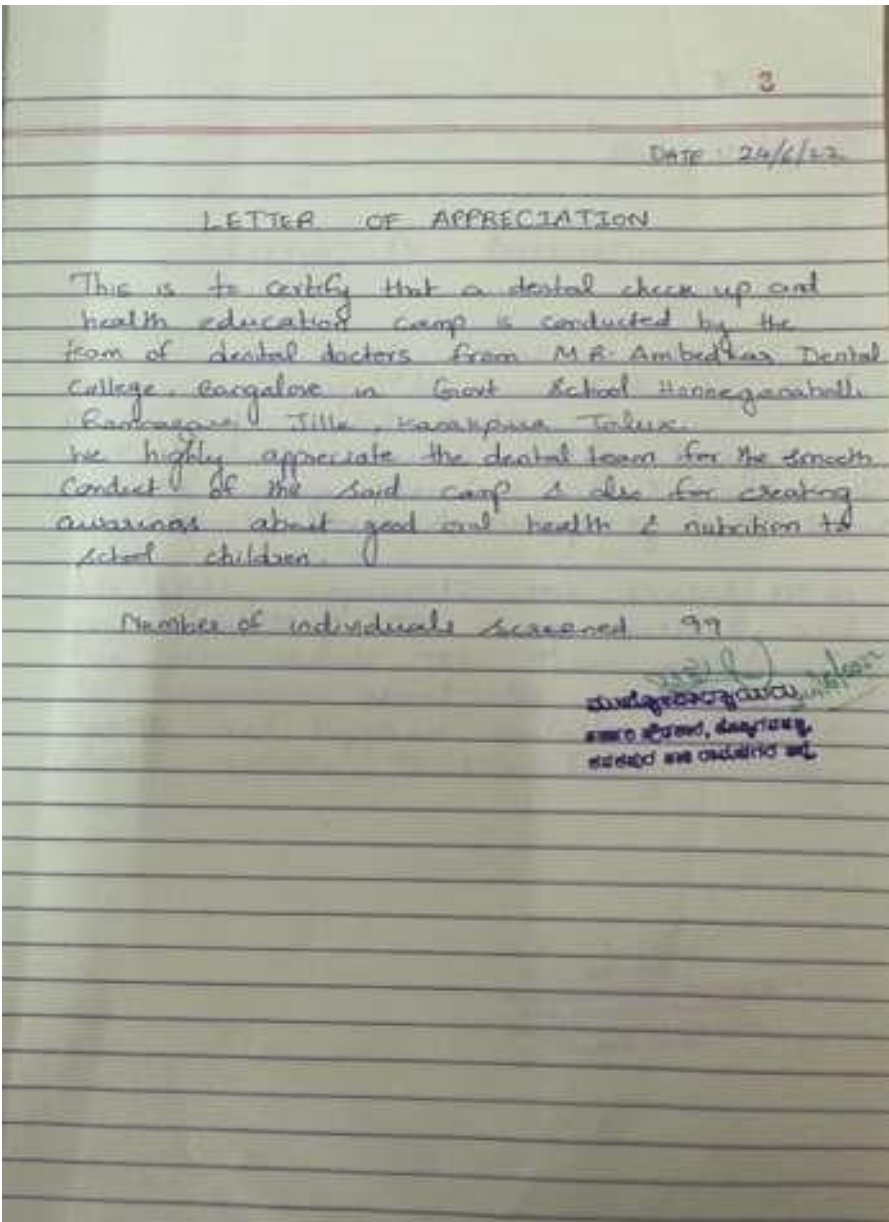 3
DATE: 24/6/22
LETTER OF APPRECIATION
This is to certify that a dental check up and
health education camp is conducted by the
team of dental doctors from M R. Ambedkar Dental
College, Bangalore in Govt School
Jilla, Kanakpura Taluk.
We highly appreciate the dental team for the smooth
Conduct of the said camp & also for creating
about good oral health & nutrition to
school children.
Number of individuals screened 99
ಮುಖ್ಯೋಪಾಧ್ಯಾಯರು,